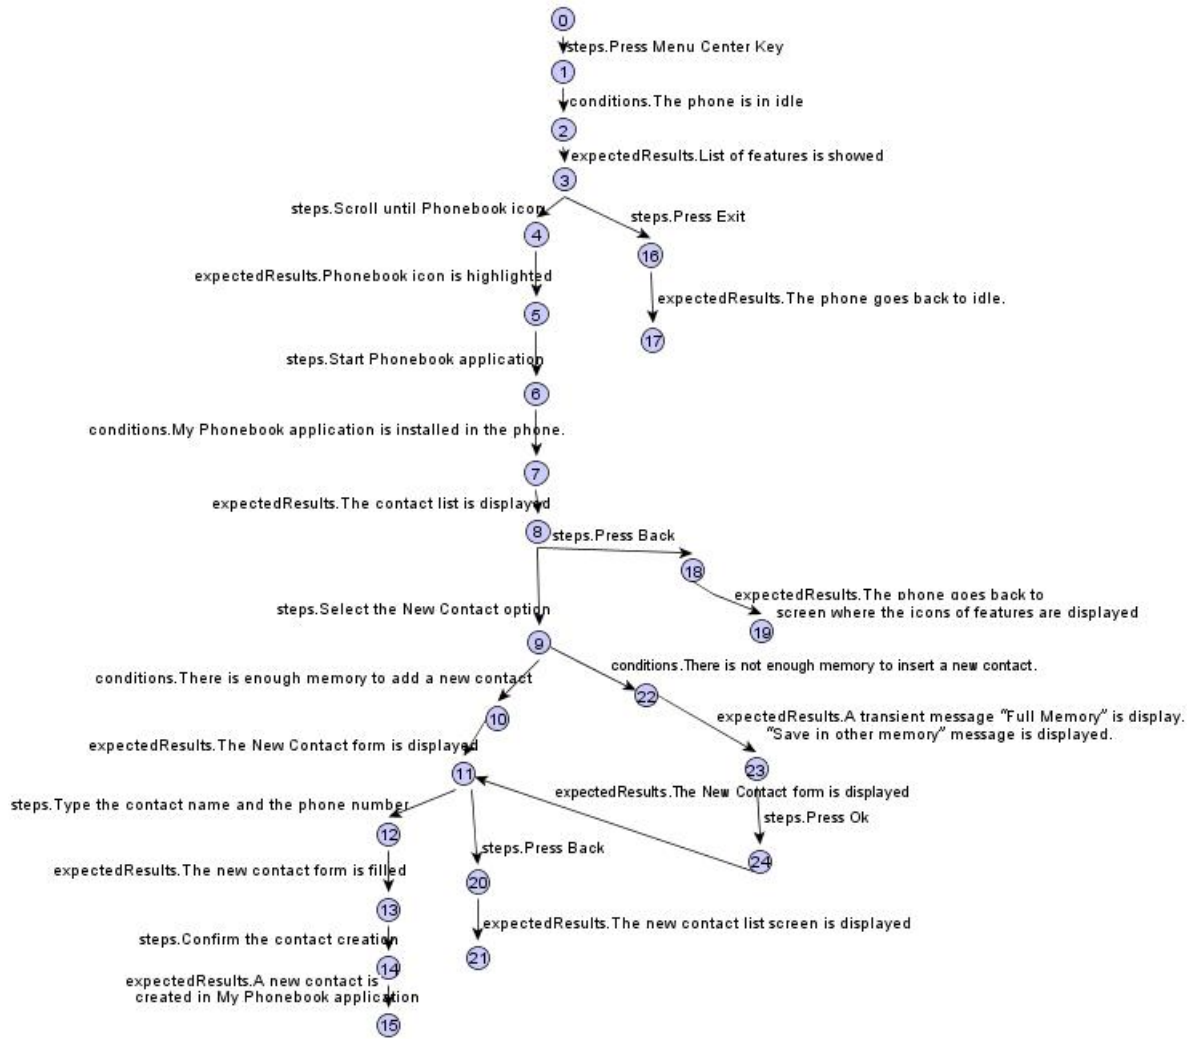 0
steps.Press Menu Center Key
1
conditions.The phone is in idle
2
expectedResults.List of features is showed
3
steps.Scroll until Phonebook icon
steps.Press Exit
4
16
expectedResults.Phonebook icon is highlighted
expectedResults.The phone goes back to idle.
5
17
steps.Start Phonebook application
6
conditions.My Phonebook application is installed in the phone.
7
expectedResults.The contact list is displayed
8
steps.Press Back
18
expectedResults.The phone goes back to
screen where the icons of features are displayed
steps.Select the New Contact option
19
9
conditions.There is not enough memory to insert a new contact.
conditions.There is enough memory to add a new contact
22
10
expectedResults.A transient message “Full Memory” is display.
“Save in other memory” message is displayed.
expectedResults.The New Contact form is displayed
11
23
expectedResults.The New Contact form is displayed
steps.Type the contact name and the phone number
steps.Press Ok
12
steps.Press Back
24
expectedResults.The new contact form is filled
20
13
expectedResults.The new contact list screen is displayed
steps.Confirm the contact creation
21
14
expectedResults.A new contact is
created in My Phonebook application
15